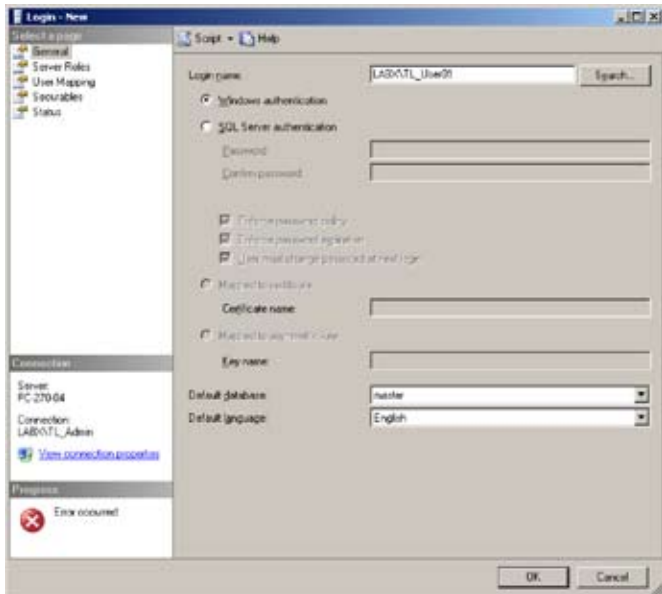 Login - New
Select a page
General
Server Roles
User Mapping
Securables
Status
Script Help
Login name: LABX\TL_User01 Search...
Windows authentication
SQL Server authentication
Password:
Confirm password:
Enforce password policy
Enforce password expiration
User must change password at next login
Mapped to certificate
Certificate name:
Mapped to asymmetric key
Key name:
Default database: master
Default language: English
Connection
Server:
PC-270-04
Connection:
LABX\TL_Admin
View connection properties
Progress
Error occurred
OK Cancel